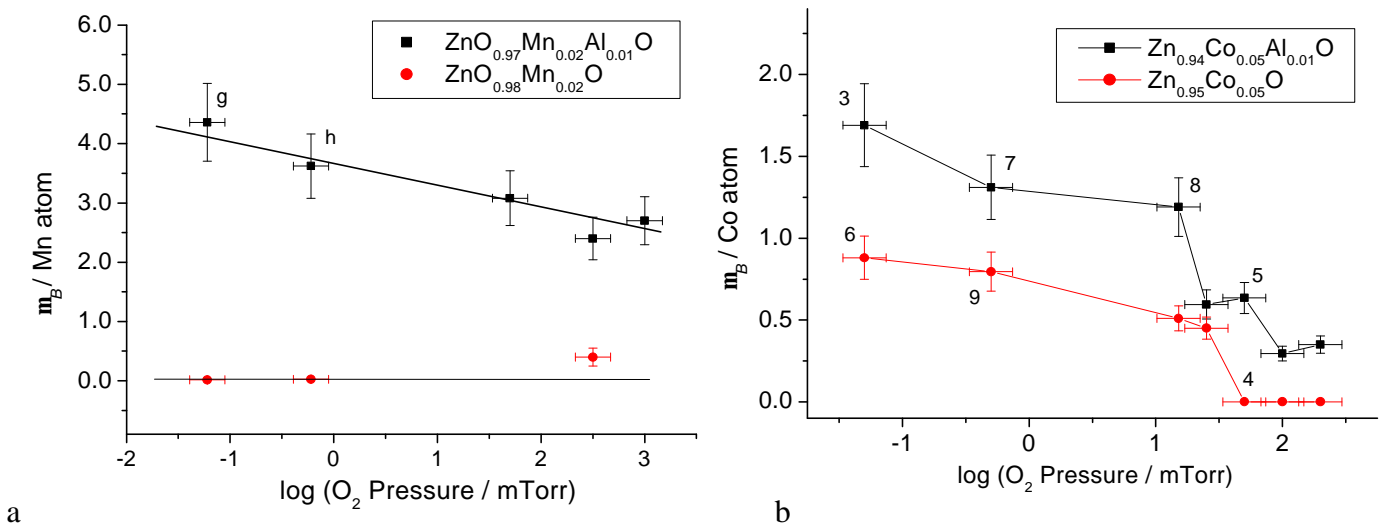 6.0
5.0
4.0
3.0
2.0
1.0
0.0
-2
-1
0
1
2
3
m_B / Mn atom
log (O₂ Pressure / mTorr)
ZnO₀.₉₇Mn₀.₀₂Al₀.₀₁O
ZnO₀.₉₈Mn₀.₀₂O
g
h
a
2.0
1.5
1.0
0.5
0.0
-1
0
1
2
m_B / Co atom
log (O₂ Pressure / mTorr)
Zn₀.₉₄Co₀.₀₅Al₀.₀₁O
Zn₀.₉₅Co₀.₀₅O
3
7
8
6
9
5
4
b